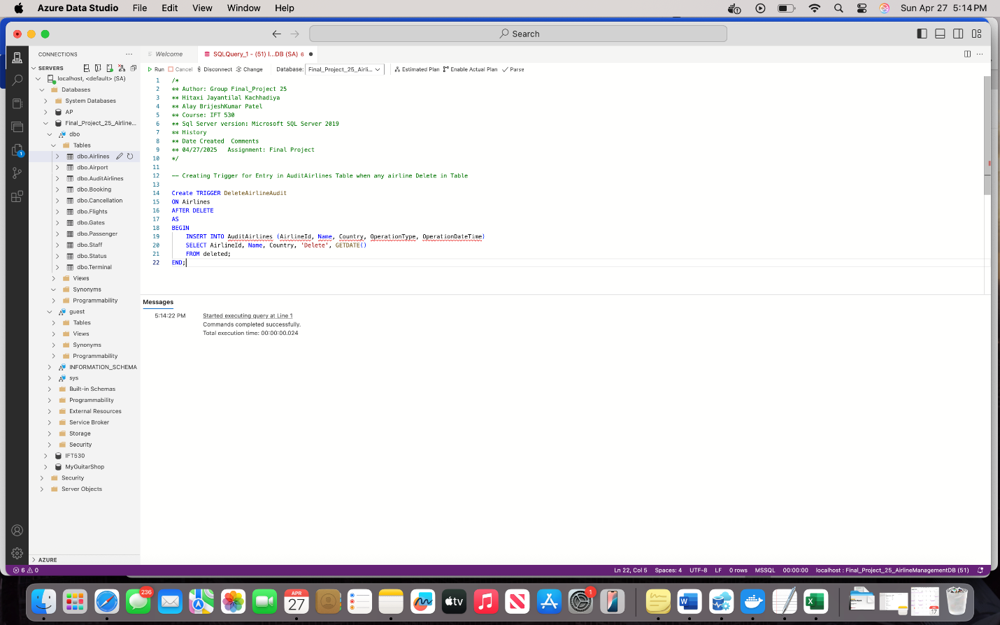 Azure Data Studio File Edit View Window Help Sun Apr 27 5:14 PM
Search
CONNECTIONS
Welcome
SQLQuery_1 - (51) l...DB (SA) 6
SERVERS
Run Cancel Disconnect Change Database: Final_Project_25_Airli... Estimated Plan Enable Actual Plan Parse
localhost, <default> (SA)
Databases
System Databases
AP
Final_Project_25_Airline...
dbo
Tables
dbo.Airlines
dbo.Airport
dbo.AuditAirlines
dbo.Booking
dbo.Cancellation
dbo.Flights
dbo.Gates
dbo.Passenger
dbo.Staff
dbo.Status
dbo.Terminal
Views
Synonyms
Programmability
guest
Tables
Views
Synonyms
Programmability
INFORMATION_SCHEMA
sys
Built-in Schemas
Programmability
External Resources
Service Broker
Storage
Security
IFT530
MyGuitarShop
Security
Server Objects
AZURE
1
1 /*
2 ** Author: Group Final_Project 25
3 ** Hitaxi Jayantilal Kachhadiya
4 ** Alay BrijeshKumar Patel
5 ** Course: IFT 530
6 ** Sql Server version: Microsoft SQL Server 2019
7 ** History
8 ** Date Created  Comments
9 ** 04/27/2025   Assignment: Final Project
10 */
11
12 -- Creating Trigger for Entry in AuditAirlines Table when any airline Delete in Table
13
14 Create TRIGGER DeleteAirlineAudit
15 ON Airlines
16 AFTER DELETE
17 AS
18 BEGIN
19     INSERT INTO AuditAirlines (AirlineId, Name, Country, OperationType, OperationDateTime)
20     SELECT AirlineId, Name, Country, 'Delete', GETDATE()
21     FROM deleted;
22 END;
Messages
5:14:22 PM Started executing query at Line 1
Commands completed successfully.
Total execution time: 00:00:00.024
6 0 Ln 22, Col 5 Spaces: 4 UTF-8 LF 0 rows MSSQL 00:00:00 localhost : Final_Project_25_AirlineManagementDB (51)
236
APR
27
tv
1
W
X
17